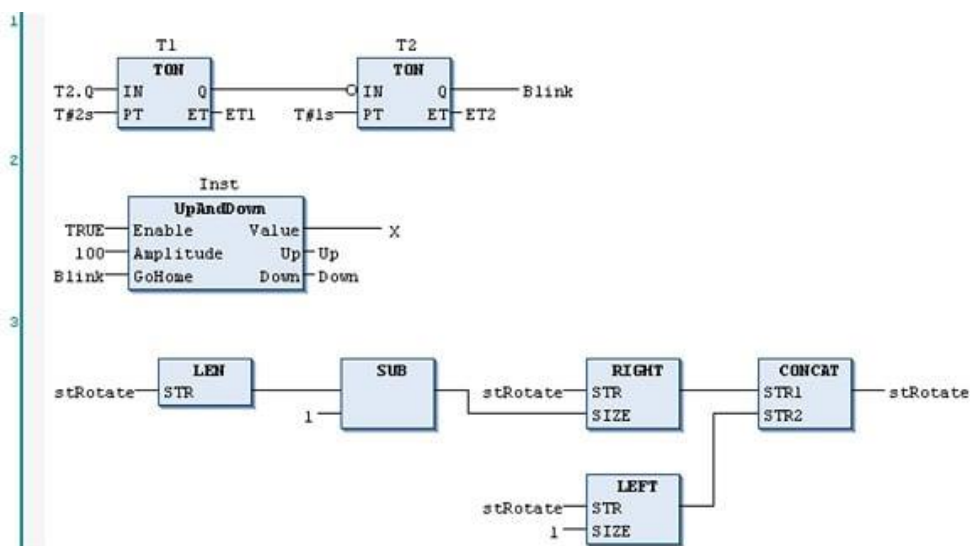 1
T1 T2
TON TON
T2.Q IN Q IN Q Blink
T#2s PT ET ET1 T#1s PT ET ET2
2
Inst
UpAndDown
TRUE Enable Value X
100 Amplitude Up Up
Blink GoHome Down Down
3
LEN SUB RIGHT CONCAT
stRotate STR stRotate STR STR1 stRotate
1 SIZE STR2
LEFT
stRotate STR
1 SIZE